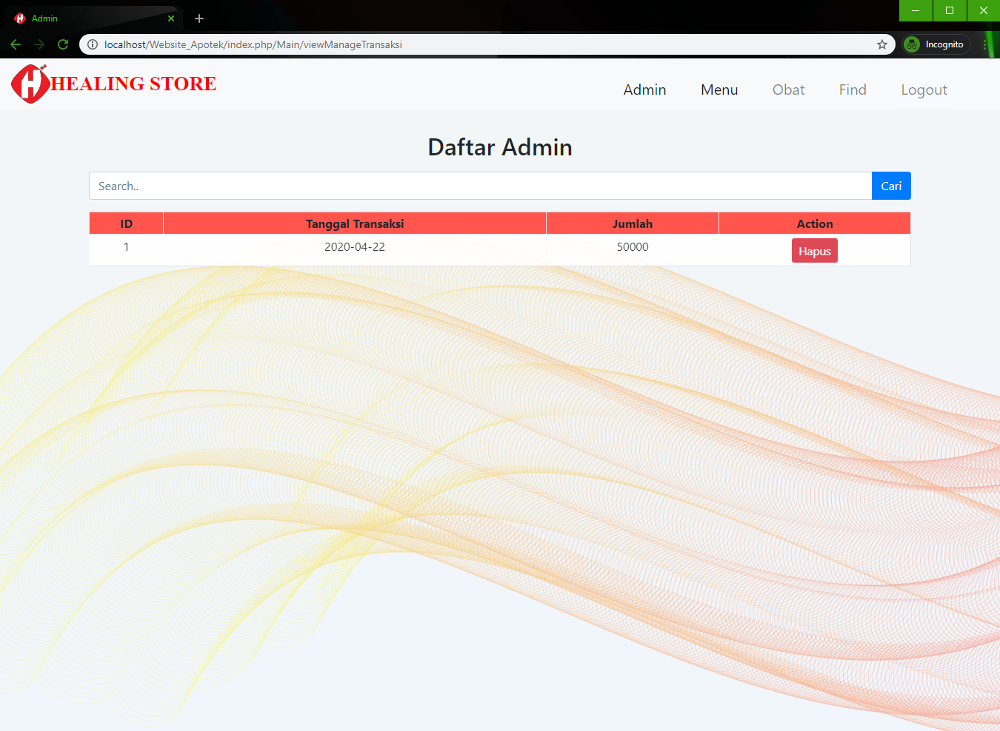 Admin
localhost/Website_Apotek/index.php/Main/viewManageTransaksi
Incognito
HEALING STORE
Admin Menu Obat Find Logout
Daftar Admin
Search..
Cari
ID Tanggal Transaksi Jumlah Action
1 2020-04-22 50000 Hapus